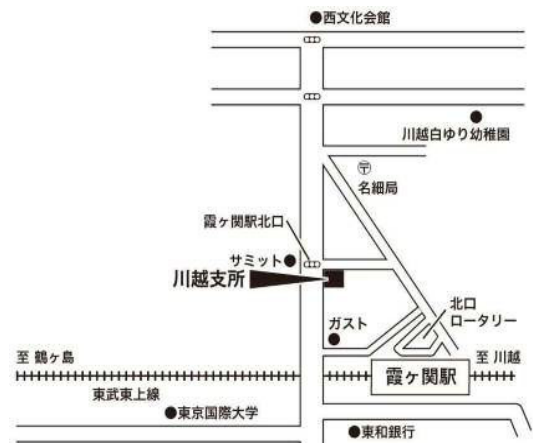 西文化会館
川越白ゆり幼稚園
〒
名細局
霞ヶ関駅北口
サミット
川越支所
北口
ロータリー
ガスト
至 鶴ヶ島
至 川越
霞ヶ関駅
東武東上線
東京国際大学
東和銀行